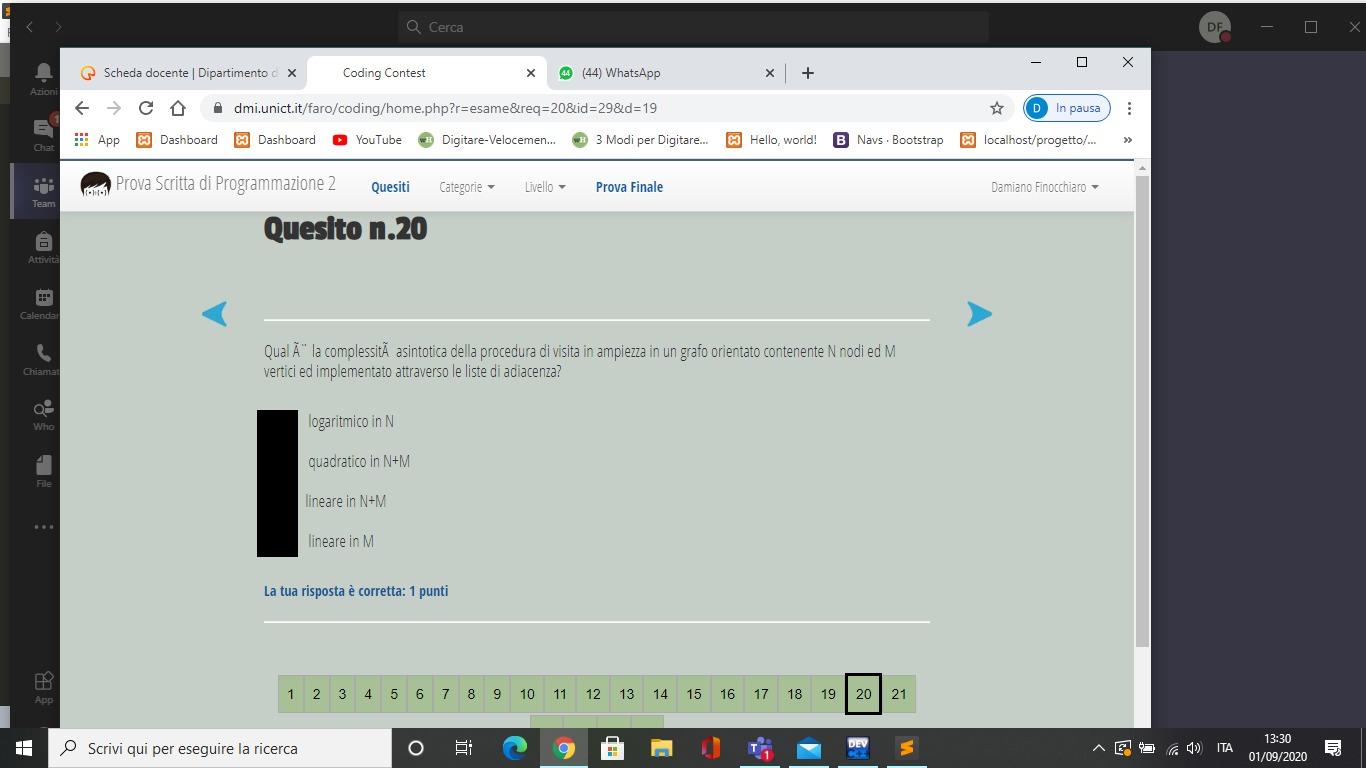 Cerca
DF
Scheda docente | Dipartimento d
Coding Contest
44 (44) WhatsApp
dmi.unict.it/faro/coding/home.php?r=esame&req=20&id=29&d=19
D In pausa
App Dashboard Dashboard YouTube Digitare-Velocemen... 3 Modi per Digitare... Hello, world! B Navs · Bootstrap localhost/progetto/... »
Prova Scritta di Programmazione 2 Quesiti Categorie Livello Prova Finale Damiano Finocchiaro
Azioni
1
Chat
Team
Attività
Calendar
Chiamat
Who
File
App
Quesito n.20
Qual Ã¨ la complessitÃ  asintotica della procedura di visita in ampiezza in un grafo orientato contenente N nodi ed M
vertici ed implementato attraverso le liste di adiacenza?
logaritmico in N
quadratico in N+M
lineare in N+M
lineare in M
La tua risposta è corretta: 1 punti
1 2 3 4 5 6 7 8 9 10 11 12 13 14 15 16 17 18 19 20 21
Scrivi qui per eseguire la ricerca
1
DEV
ITA
13:30
01/09/2020